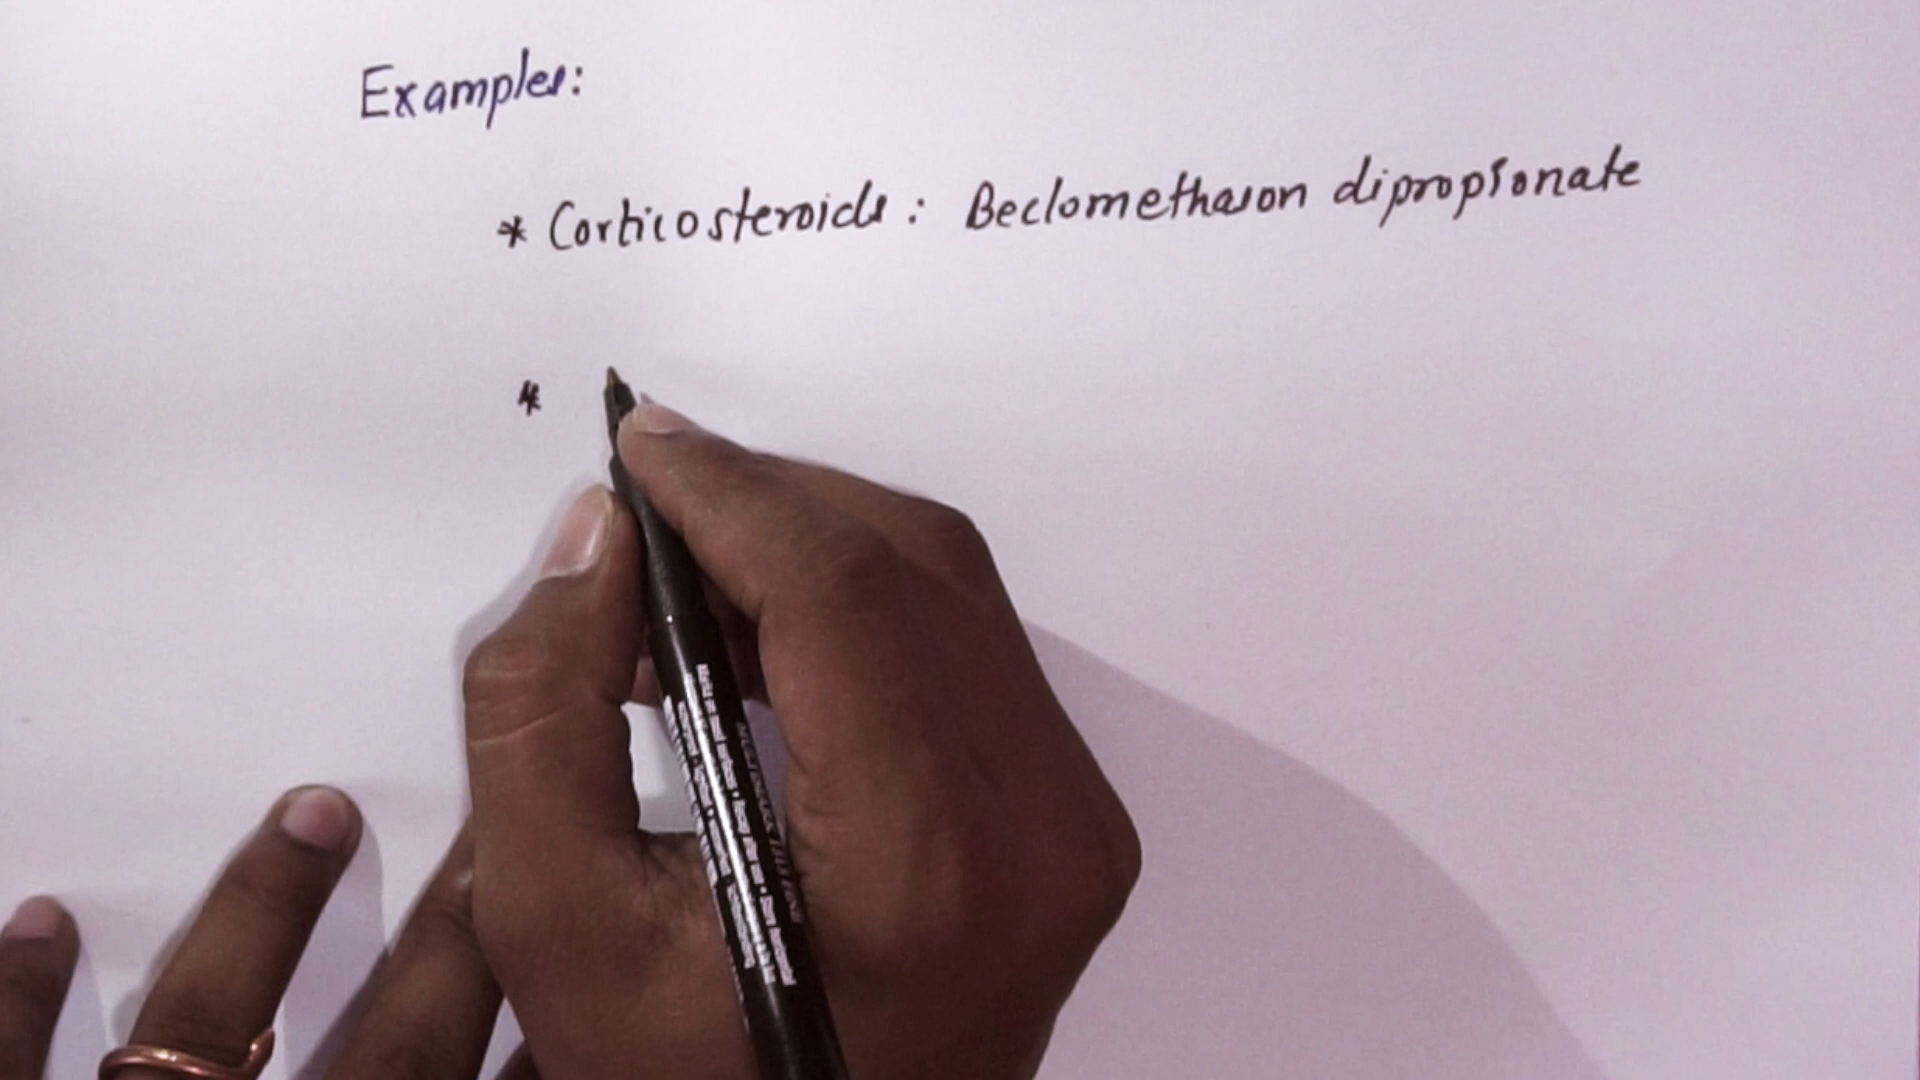 Examples:
* Corticosteroids : Beclomethason dipropionate
*